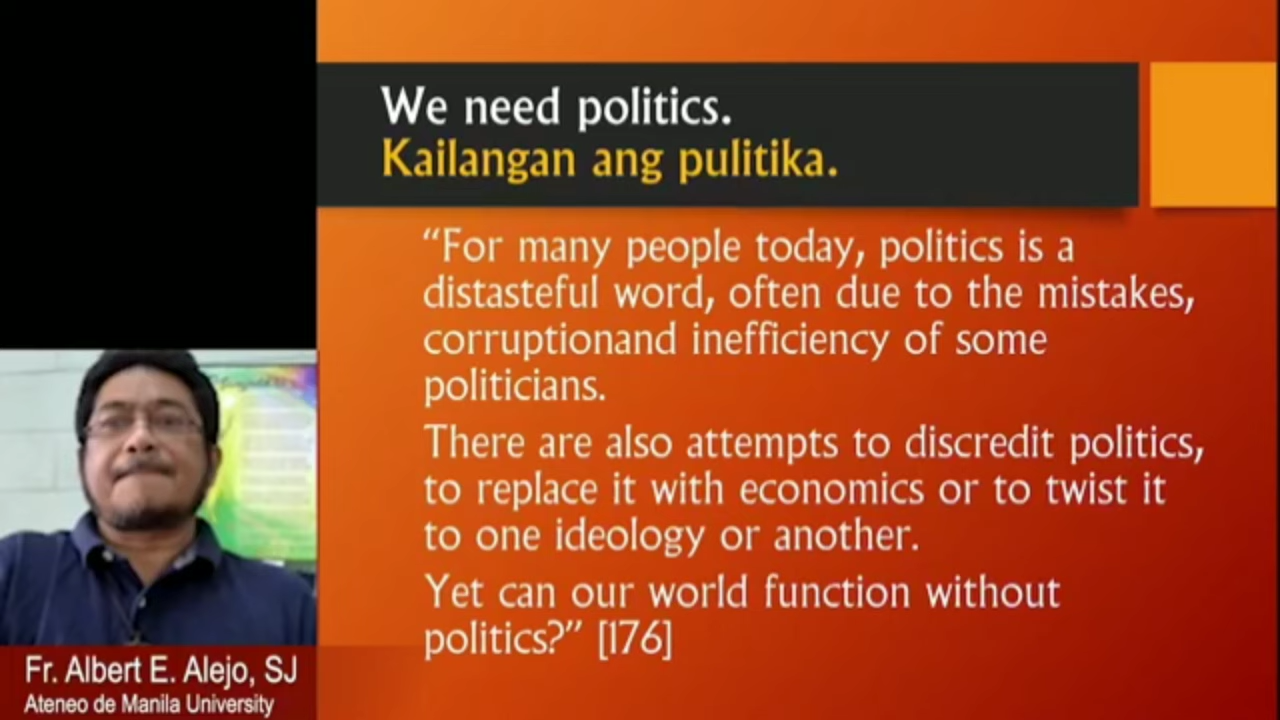 We need politics.
Kailangan ang pulitika.
“For many people today, politics is a
distasteful word, often due to the mistakes,
corruptionand inefficiency of some
politicians.
There are also attempts to discredit politics,
to replace it with economics or to twist it
to one ideology or another.
Yet can our world function without
politics?” [176]
Fr. Albert E. Alejo, SJ
Ateneo de Manila University